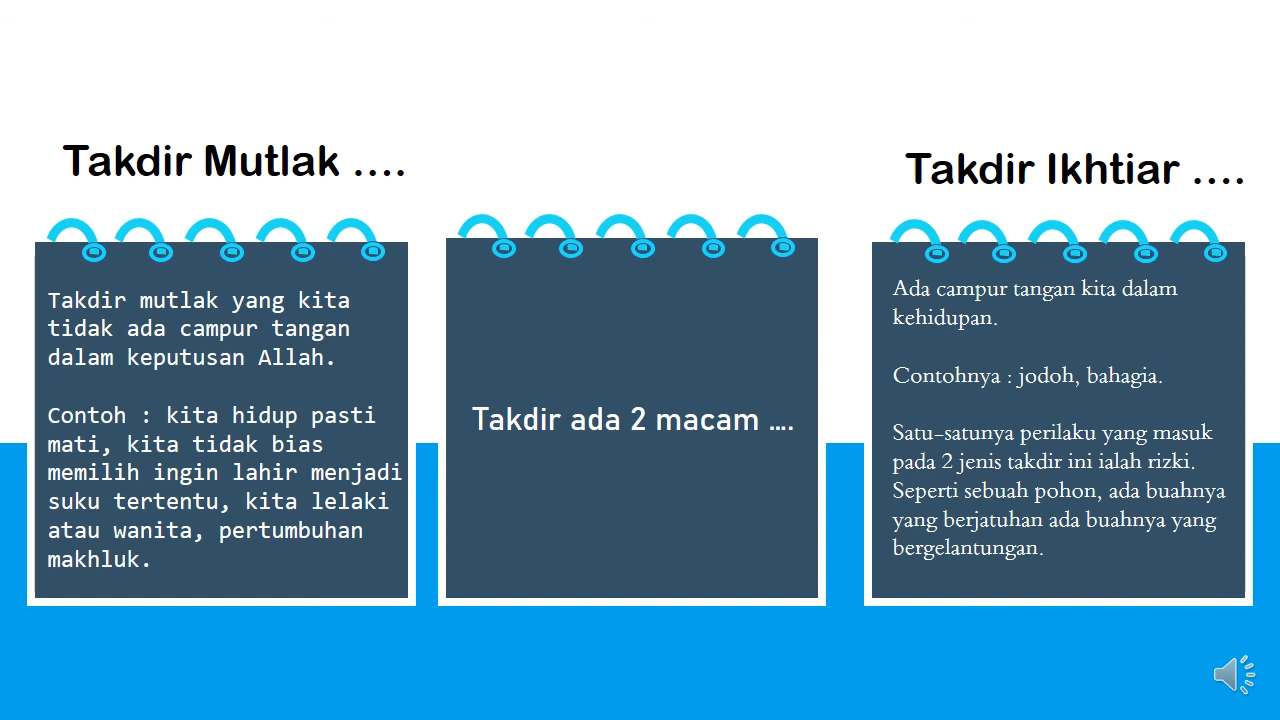 Takdir Mutlak ....
Takdir mutlak yang kita
tidak ada campur tangan
dalam keputusan Allah.
Contoh : kita hidup pasti
mati, kita tidak bias
memilih ingin lahir menjadi
suku tertentu, kita lelaki
atau wanita, pertumbuhan
makhluk.
Takdir ada 2 macam ....
Takdir Ikhtiar ....
Ada campur tangan kita dalam
kehidupan.
Contohnya : jodoh, bahagia.
Satu-satunya perilaku yang masuk
pada 2 jenis takdir ini ialah rizki.
Seperti sebuah pohon, ada buahnya
yang berjatuhan ada buahnya yang
bergelantungan.